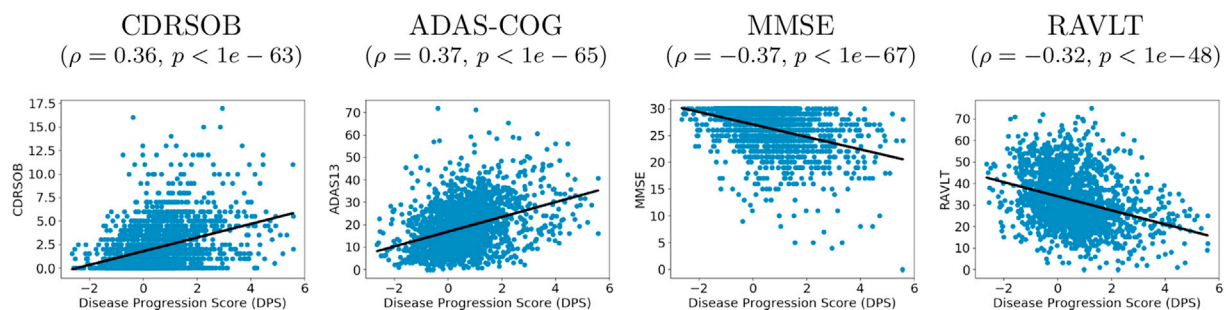 CDRSOB
(ρ = 0.36, p < 1e − 63)
ADAS-COG
(ρ = 0.37, p < 1e − 65)
MMSE
(ρ = −0.37, p < 1e−67)
RAVLT
(ρ = −0.32, p < 1e−48)
CDRSOB
17.5
15.0
12.5
10.0
7.5
5.0
2.5
0.0
−2 0 2 4 6
Disease Progression Score (DPS)
ADAS13
70
60
50
40
30
20
10
0
−2 0 2 4 6
Disease Progression Score (DPS)
MMSE
30
25
20
15
10
5
0
−2 0 2 4 6
Disease Progression Score (DPS)
RAVLT
70
60
50
40
30
20
10
0
−2 0 2 4 6
Disease Progression Score (DPS)